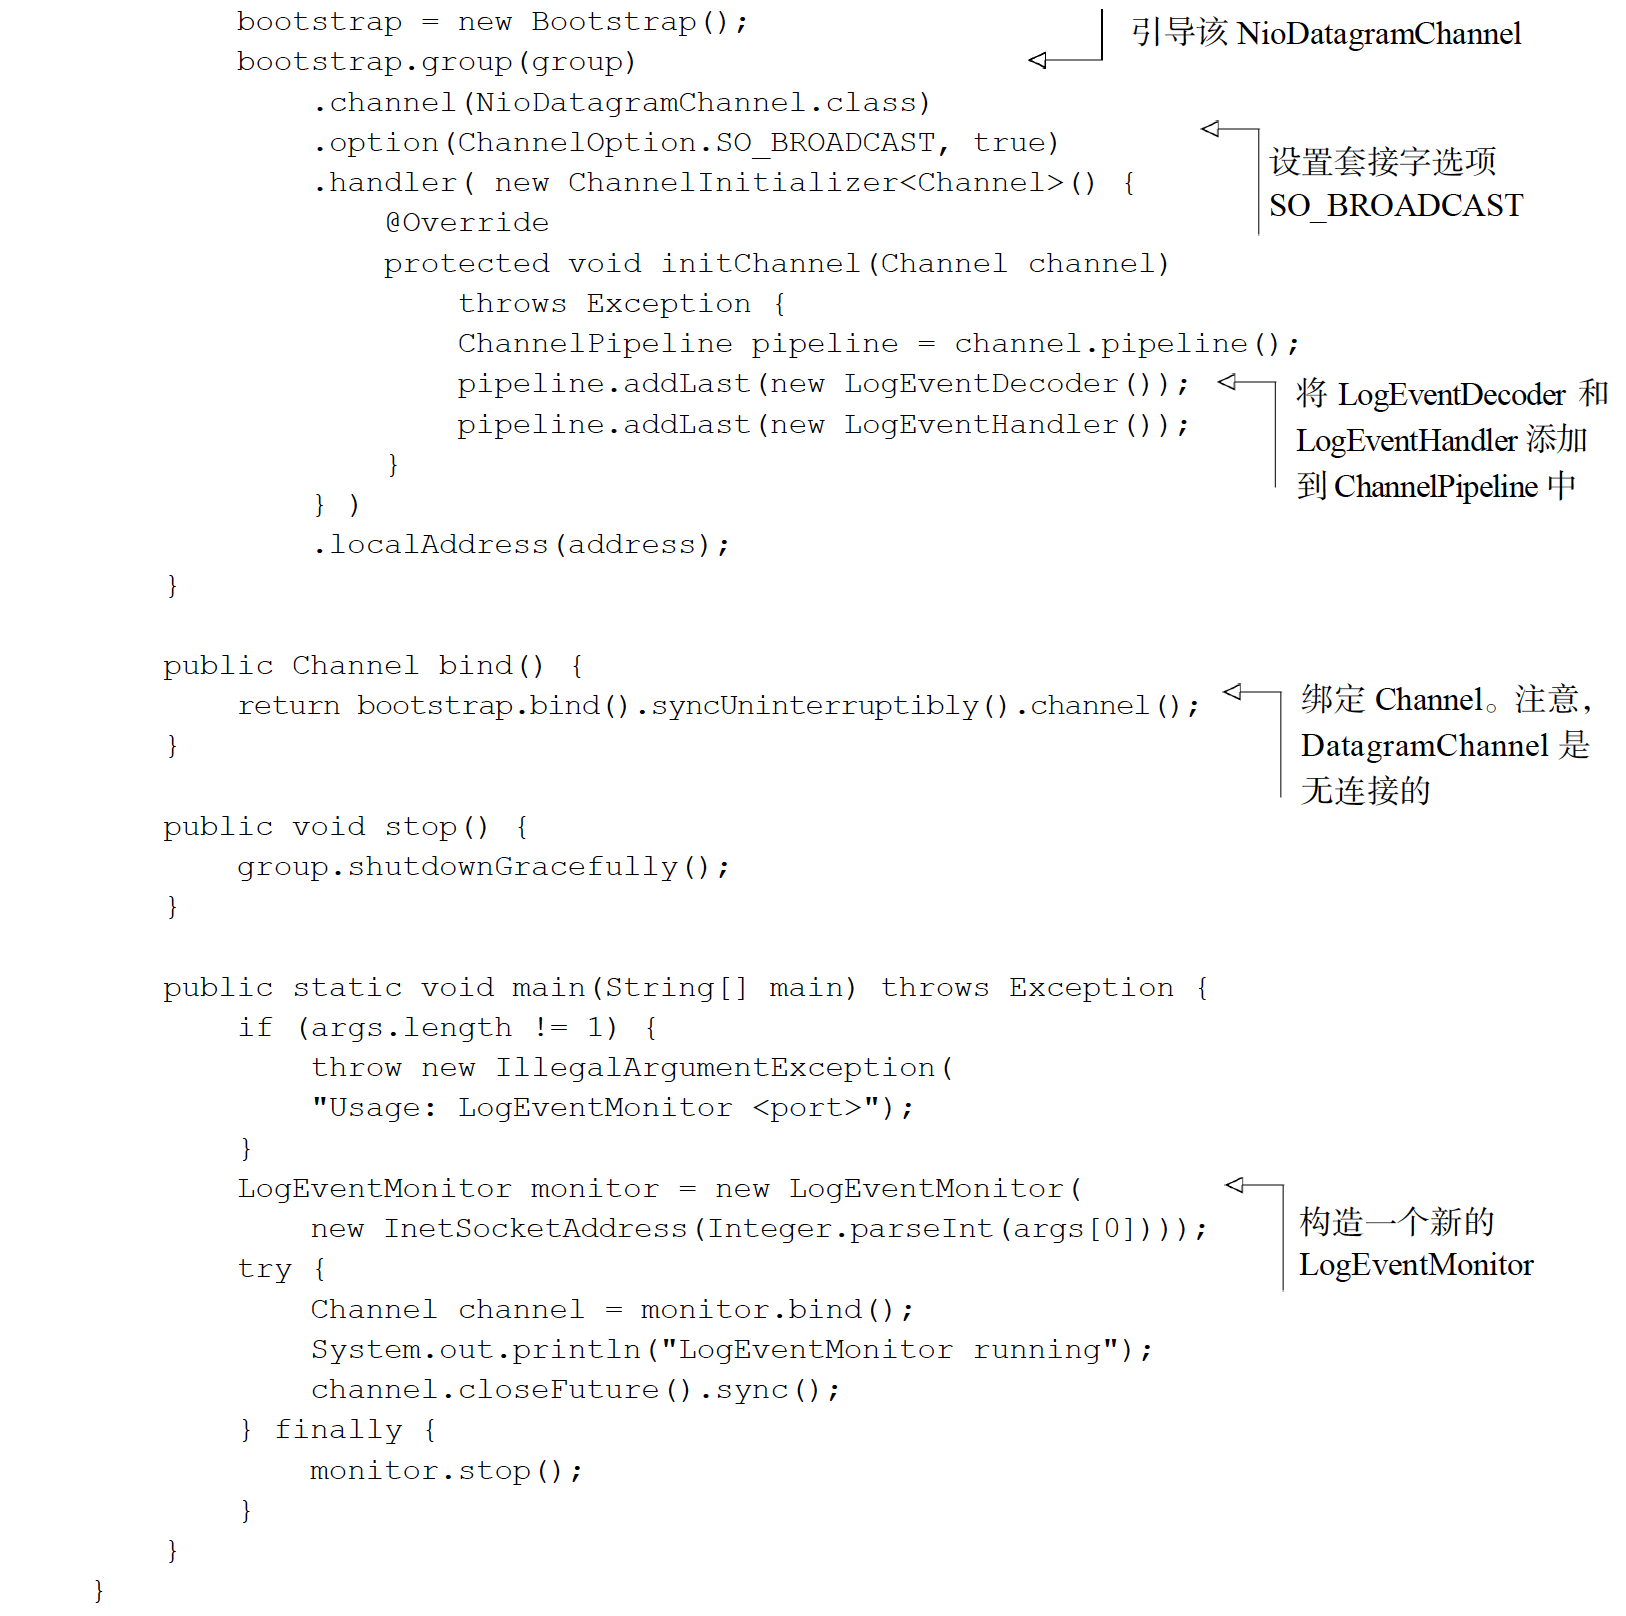 bootstrap = new Bootstrap();
引导该 NioDatagramChannel
bootstrap.group(group)
.channel(NioDatagramChannel.class)
.option(ChannelOption.SO_BROADCAST, true)
设置套接字选项
SO_BROADCAST
.handler( new ChannelInitializer<Channel>() {
@Override
protected void initChannel(Channel channel)
throws Exception {
ChannelPipeline pipeline = channel.pipeline();
pipeline.addLast(new LogEventDecoder());
pipeline.addLast(new LogEventHandler());
将 LogEventDecoder 和
LogEventHandler 添加
到 ChannelPipeline 中
}
} )
.localAddress(address);
}
public Channel bind() {
return bootstrap.bind().syncUninterruptibly().channel();
}
绑定 Channel。注意,
DatagramChannel 是
无连接的
public void stop() {
group.shutdownGracefully();
}
public static void main(String[] main) throws Exception {
if (args.length != 1) {
throw new IllegalArgumentException(
"Usage: LogEventMonitor <port>");
}
LogEventMonitor monitor = new LogEventMonitor(
new InetSocketAddress(Integer.parseInt(args[0])));
构造一个新的
LogEventMonitor
try {
Channel channel = monitor.bind();
System.out.println("LogEventMonitor running");
channel.closeFuture().sync();
} finally {
monitor.stop();
}
}
}